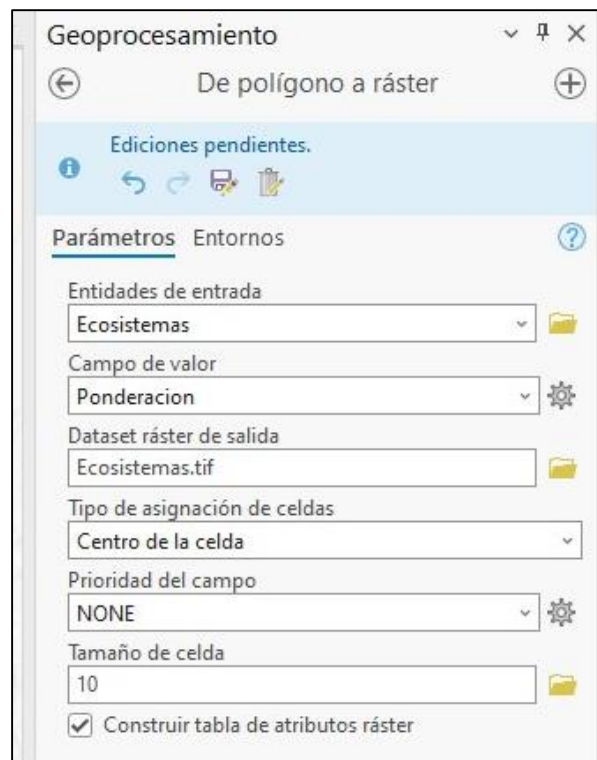 Geoprocesamiento
De polígono a ráster
Ediciones pendientes.
Parámetros Entornos
Entidades de entrada
Ecosistemas
Campo de valor
Ponderacion
Dataset ráster de salida
Ecosistemas.tif
Tipo de asignación de celdas
Centro de la celda
Prioridad del campo
NONE
Tamaño de celda
10
Construir tabla de atributos ráster